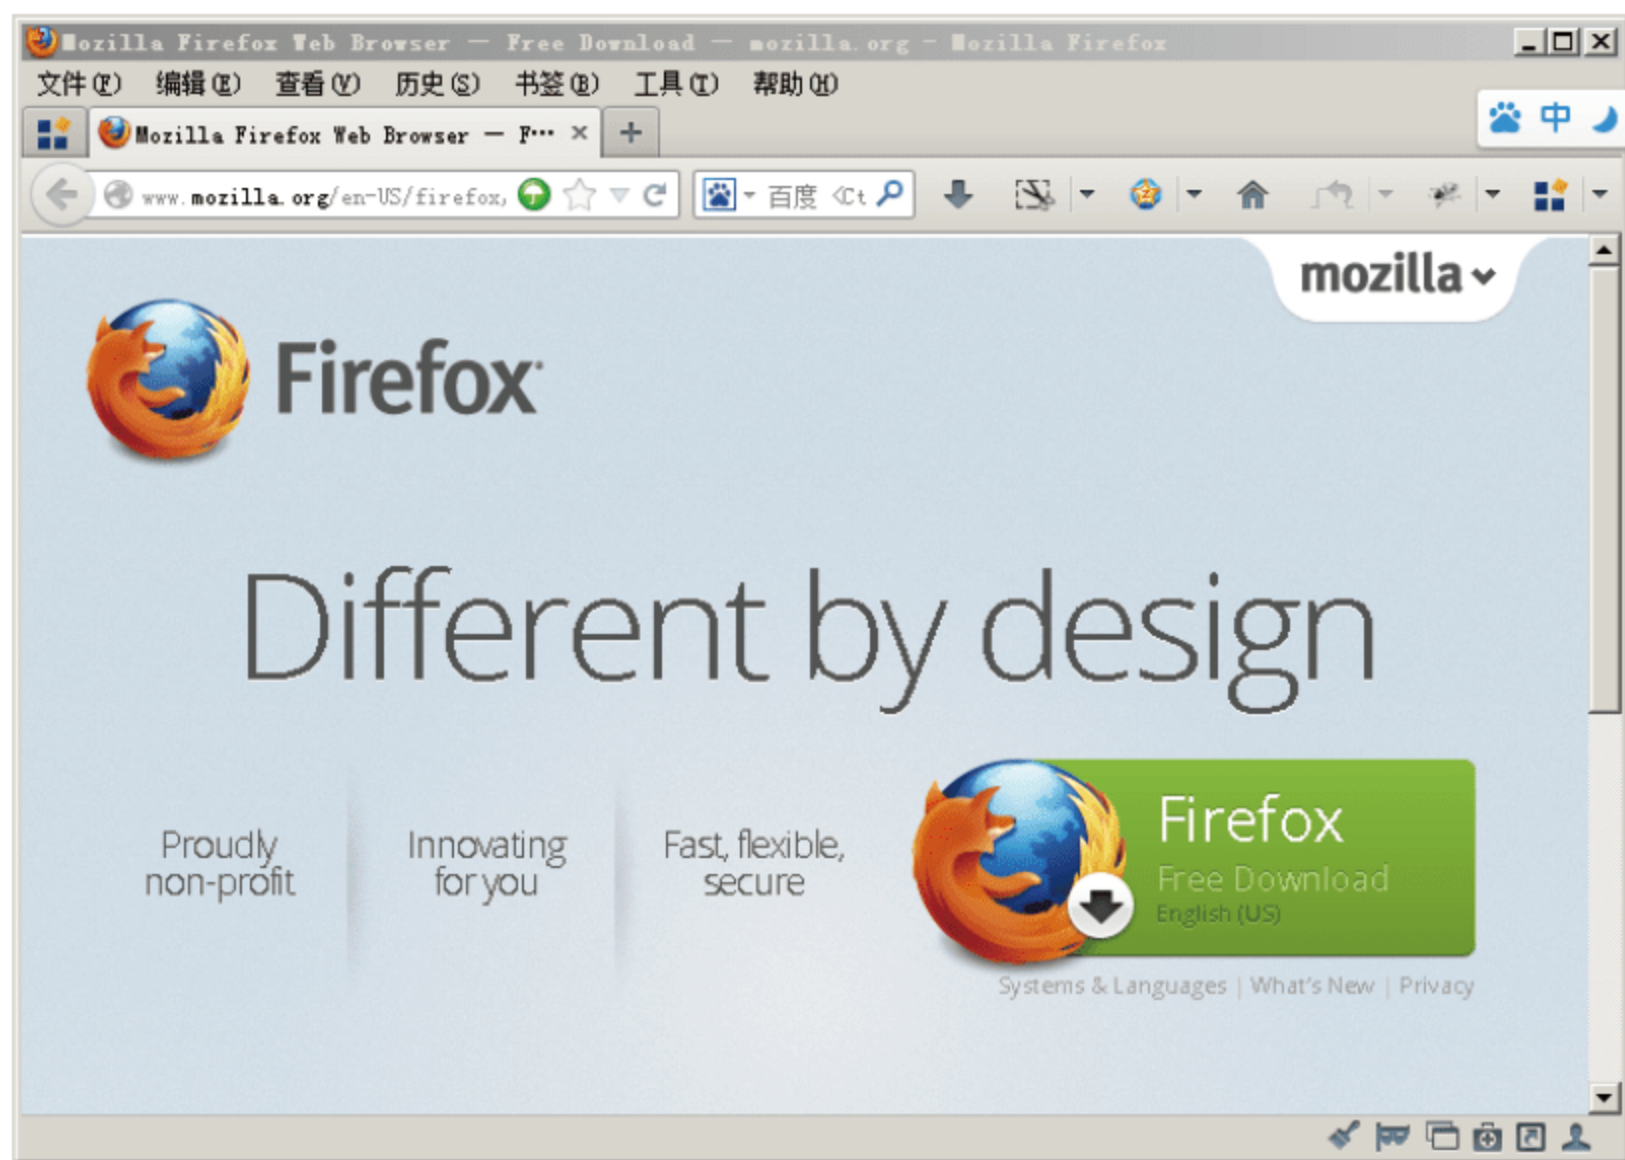 Mozilla Firefox Web Browser — Free Download — mozilla.org - Mozilla Firefox
文件(F) 编辑(E) 查看(V) 历史(S) 书签(B) 工具(T) 帮助(H)
中
Mozilla Firefox Web Browser — F…
www.mozilla.org/en-US/firefox, 百度 <Ct
mozilla
Firefox
Different by design
Proudly
non-profit
Innovating
for you
Fast, flexible,
secure
Firefox
Free Download
English (US)
Systems & Languages | What's New | Privacy